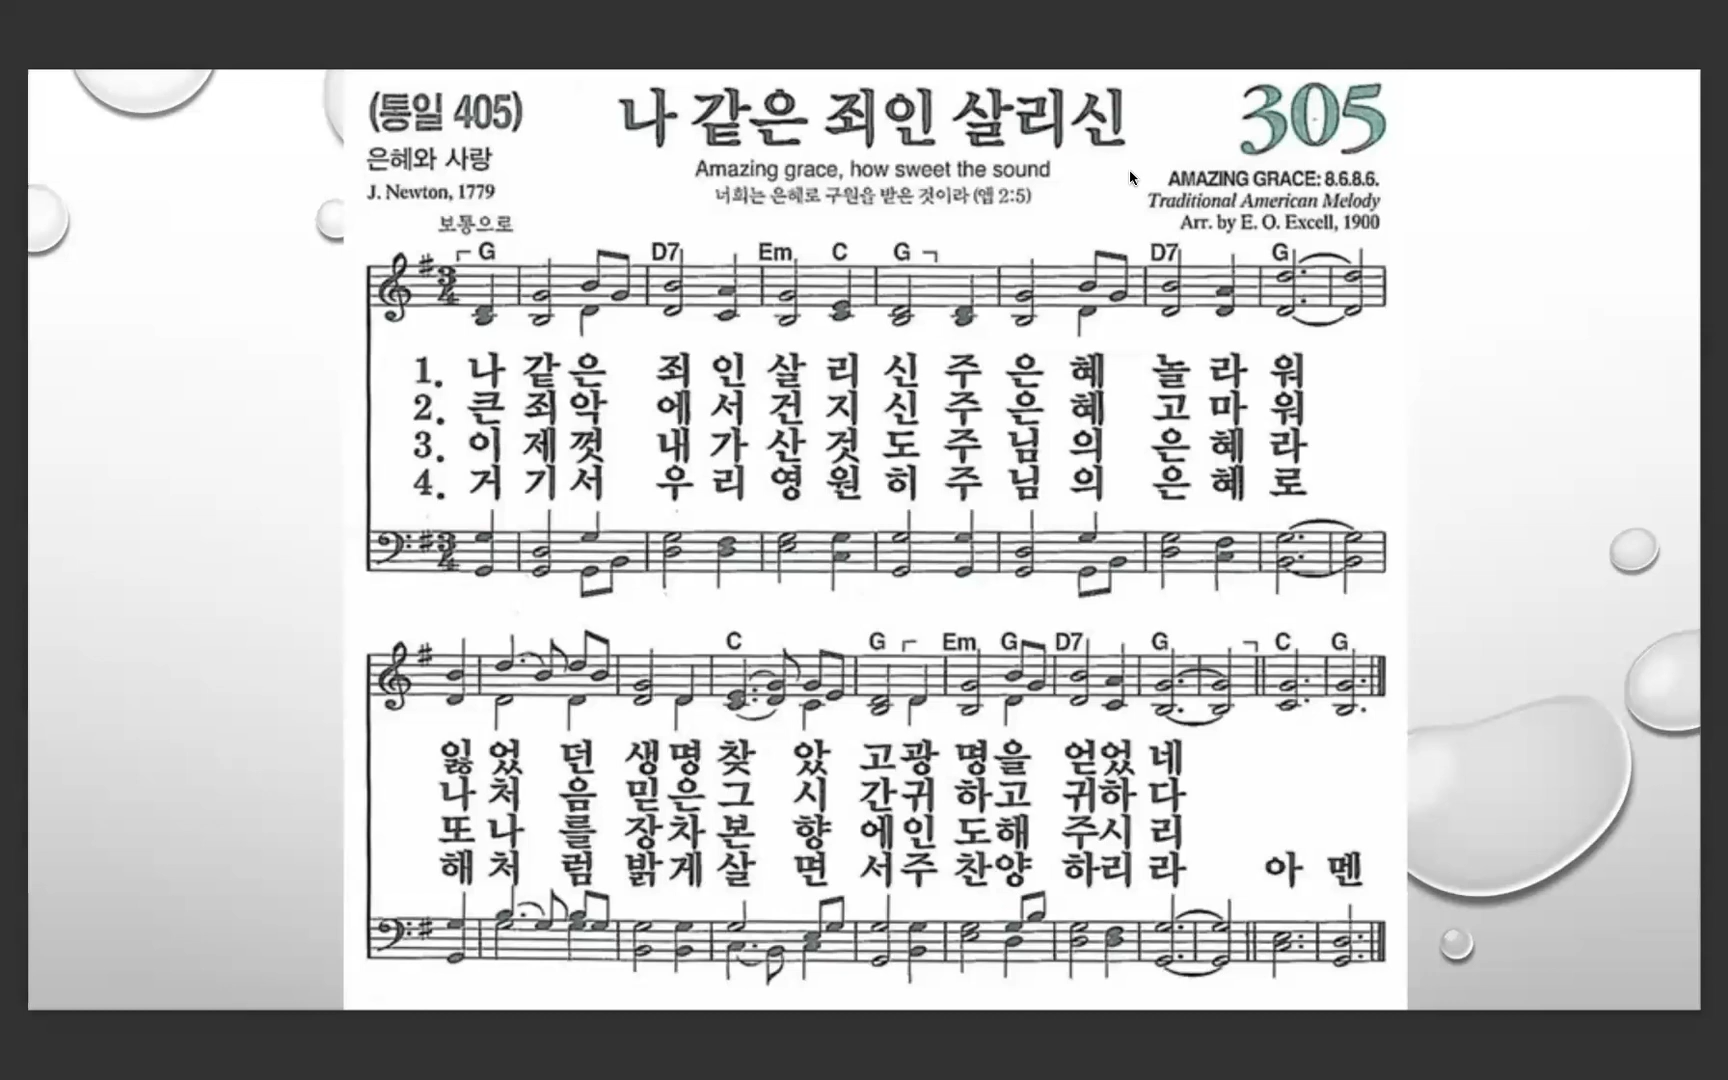 (통일 405)
나 같은 죄인 살리신
305
은혜와 사랑
Amazing grace, how sweet the sound
J. Newton, 1779
너희는 은혜로 구원을 받은 것이라 (엡 2:5)
AMAZING GRACE: 8.6.8.6.
Traditional American Melody
Arr. by E. O. Excell, 1900
보통으로
G D7 Em C G D7 G
1. 나 같 은 죄 인 살 리 신 주 은 혜 놀 라 워
2. 큰 죄 악 에 서 건 지 신 주 은 혜 고 마 워
3. 이 제 껏 내 가 산 것 도 주 님 의 은 혜 라
4. 거 기 서 우 리 영 원 히 주 님 의 은 혜 로
C G Em G D7 G C G
잃 었 던 생 명 찾 았 고 광 명 을 얻 었 네
나 처 음 믿 은 그 시 간 귀 하 고 귀 하 다
또 나 를 장 차 본 향 에 인 도 해 주 시 리
해 처 럼 밝 게 살 면 서 주 찬 양 하 리 라 아 멘